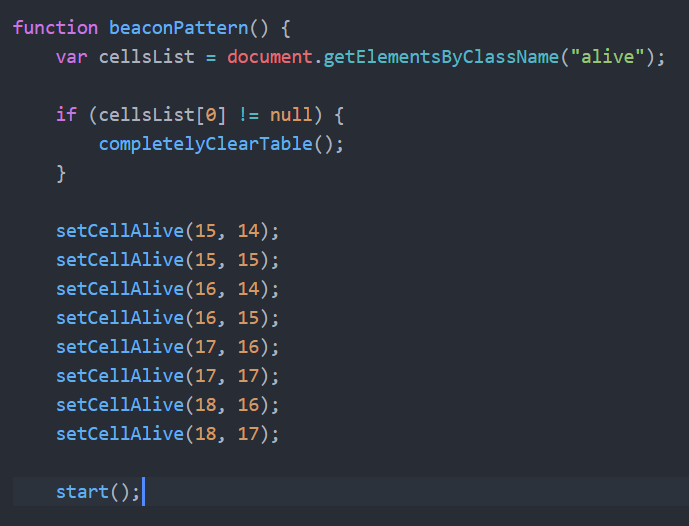 function beaconPattern() {
    var cellsList = document.getElementsByClassName("alive");

    if (cellsList[0] != null) {
        completelyClearTable();
    }

    setCellAlive(15, 14);
    setCellAlive(15, 15);
    setCellAlive(16, 14);
    setCellAlive(16, 15);
    setCellAlive(17, 16);
    setCellAlive(17, 17);
    setCellAlive(18, 16);
    setCellAlive(18, 17);

    start();